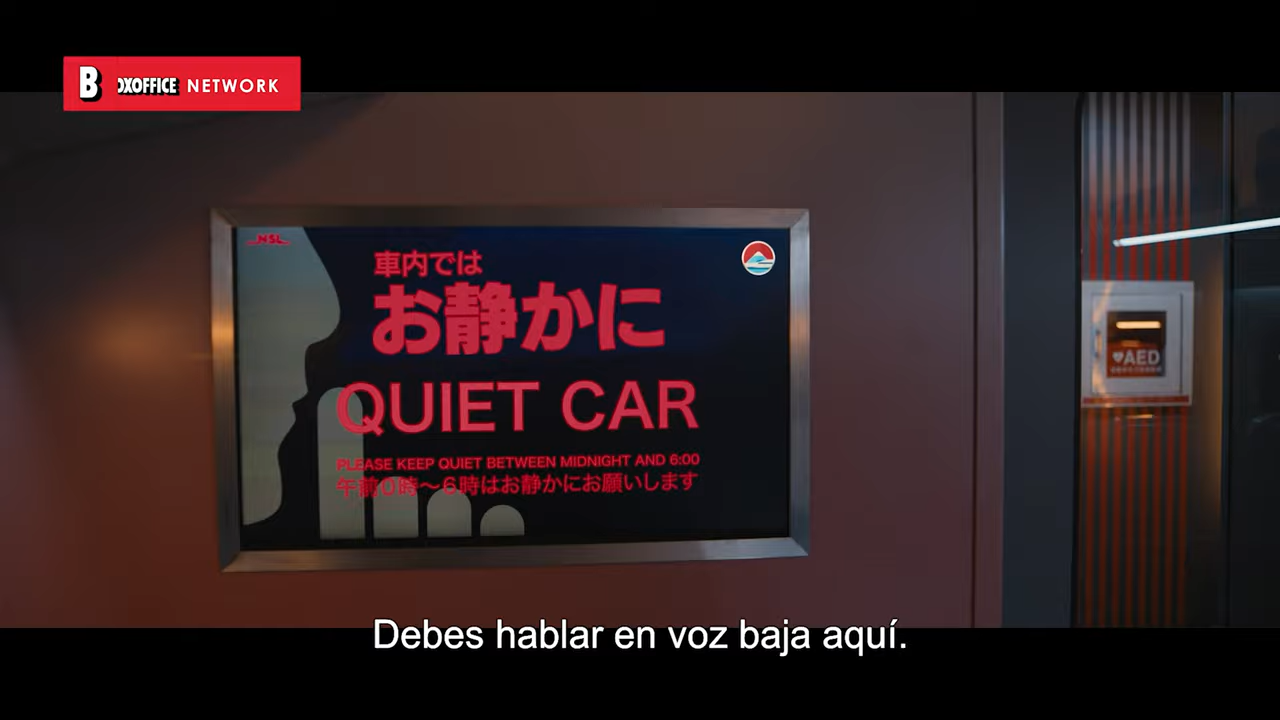 BOXOFFICE NETWORK
NSL
車内では
お静かに
QUIET CAR
PLEASE KEEP QUIET BETWEEN MIDNIGHT AND 6:00
午前0時～6時はお静かにお願いします
AED
Debes hablar en voz baja aquí.